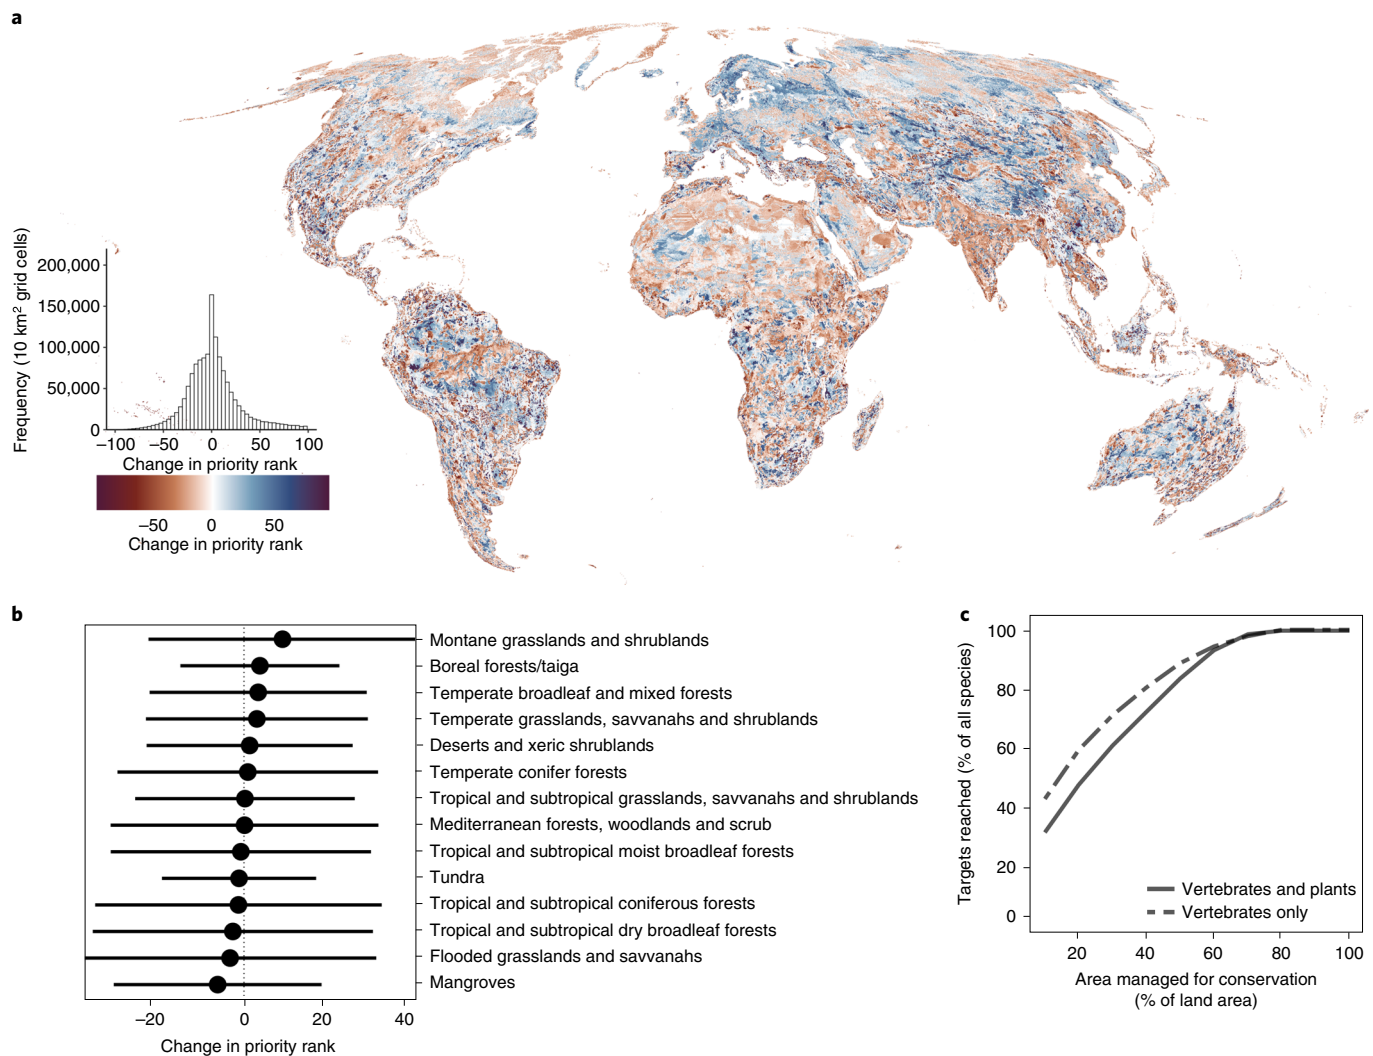 a
Frequency (10 km² grid cells)
200,000
150,000
100,000
50,000
0
–100 –50 0 50 100
Change in priority rank
–50 0 50
Change in priority rank
b
Montane grasslands and shrublands
Boreal forests/taiga
Temperate broadleaf and mixed forests
Temperate grasslands, savvanahs and shrublands
Deserts and xeric shrublands
Temperate conifer forests
Tropical and subtropical grasslands, savvanahs and shrublands
Mediterranean forests, woodlands and scrub
Tropical and subtropical moist broadleaf forests
Tundra
Tropical and subtropical coniferous forests
Tropical and subtropical dry broadleaf forests
Flooded grasslands and savvanahs
Mangroves
–20 0 20 40
Change in priority rank
c
Targets reached (% of all species)
100
80
60
40
20
0
Vertebrates and plants
Vertebrates only
20 40 60 80 100
Area managed for conservation
(% of land area)